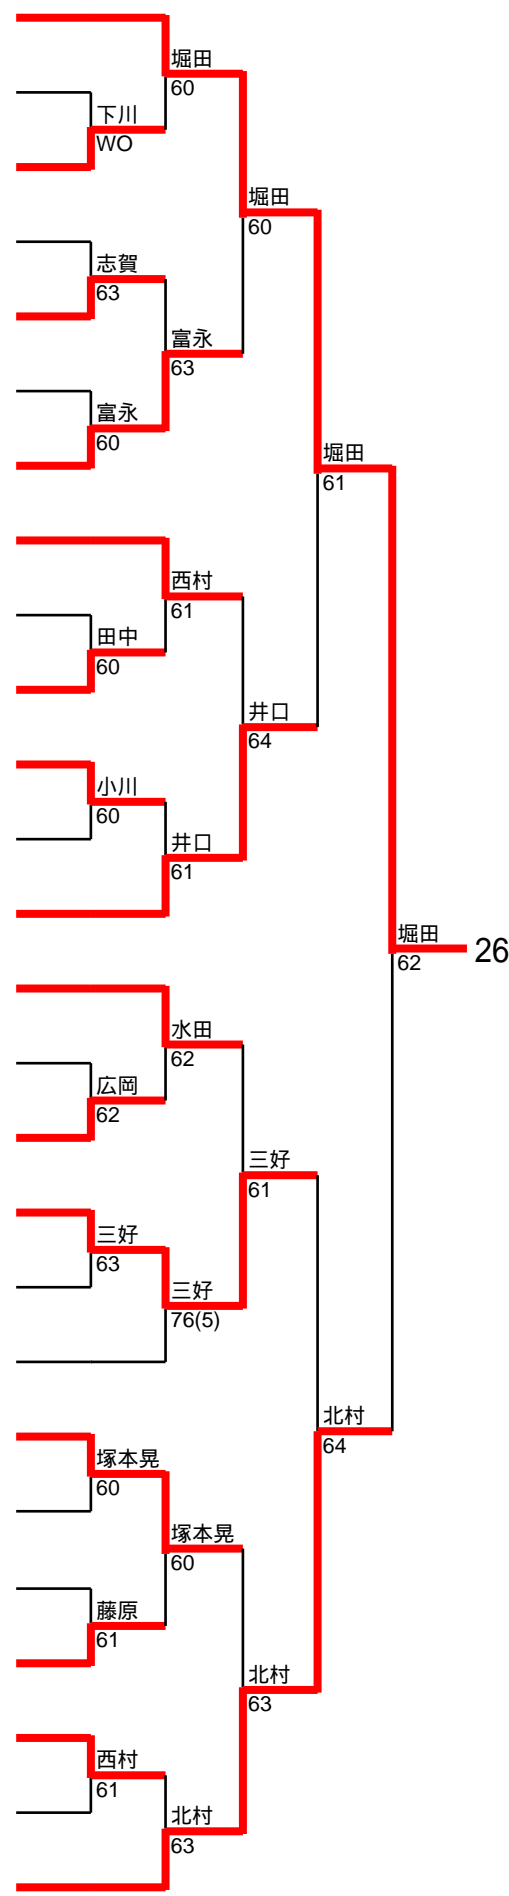 堀田
60
下川
WO
堀田
60
志賀
63
富永
63
富永
60
堀田
61
西村
61
田中
60
井口
64
小川
60
井口
61
堀田
62
26
水田
62
広岡
62
三好
61
三好
63
三好
76(5)
北村
64
塚本晃
60
塚本晃
60
藤原
61
北村
63
西村
61
北村
63